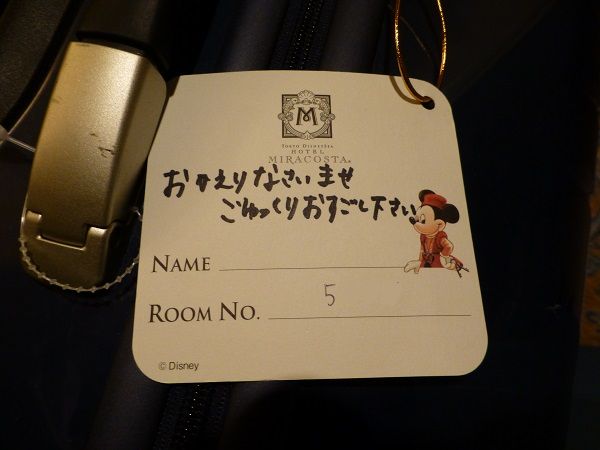 M
TOKYO DISNEYSEA
HOTEL
MIRACOSTA®
おかえりなさいませ
ごゆっくりおすごし下さい
NAME
ROOM NO. 5
© Disney